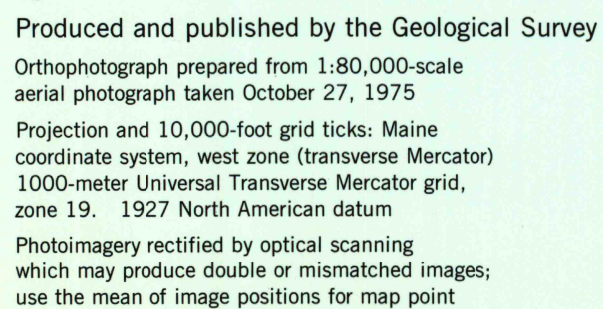 Produced and published by the Geological Survey
Orthophotograph prepared from 1:80,000-scale
aerial photograph taken October 27, 1975
Projection and 10,000-foot grid ticks: Maine
coordinate system, west zone (transverse Mercator)
1000-meter Universal Transverse Mercator grid,
zone 19. 1927 North American datum
Photoimagery rectified by optical scanning
which may produce double or mismatched images;
use the mean of image positions for map point